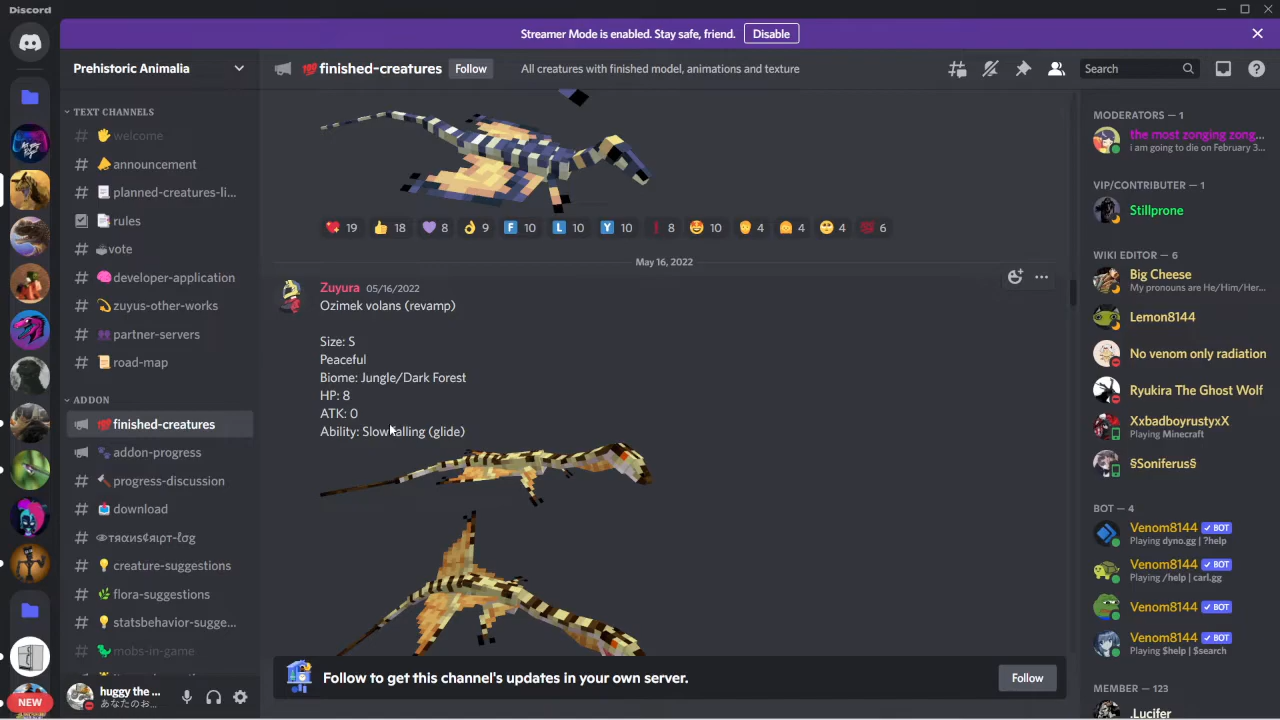 Discord
Streamer Mode is enabled. Stay safe, friend. Disable
Prehistoric Animalia
💯finished-creatures Follow All creatures with finished model, animations and texture
Search
TEXT CHANNELS
welcome
announcement
planned-creatures-li...
rules
vote
developer-application
zuyus-other-works
partner-servers
road-map
ADDON
finished-creatures
addon-progress
progress-discussion
download
creature-suggestions
flora-suggestions
statsbehavior-sugge...
mobs-in-game
NEW
huggy the ...
あなたのお...
19 18 8 9 F 10 L 10 Y 10 8 10 4 4 4 6
May 16, 2022
Zuyura 05/16/2022
Ozimek volans (revamp)
Size: S
Peaceful
Biome: Jungle/Dark Forest
HP: 8
ATK: 0
Ability: Slow falling (glide)
Follow to get this channel's updates in your own server. Follow
MODERATORS — 1
the most zonging zong...
i am going to die on February 3...
VIP/CONTRIBUTER — 1
Stillprone
WIKI EDITOR — 6
Big Cheese
My pronouns are He/Him/Her...
Lemon8144
No venom only radiation
Ryukira The Ghost Wolf
XxbadboyrustyxX
Playing Minecraft
§Soniferus§
BOT — 4
Venom8144 ✓ BOT
Playing dyno.gg | ?help
Venom8144 ✓ BOT
Playing /help | carl.gg
Venom8144 ✓ BOT
Venom8144 ✓ BOT
Playing $help | $search
MEMBER — 123
.Lucifer